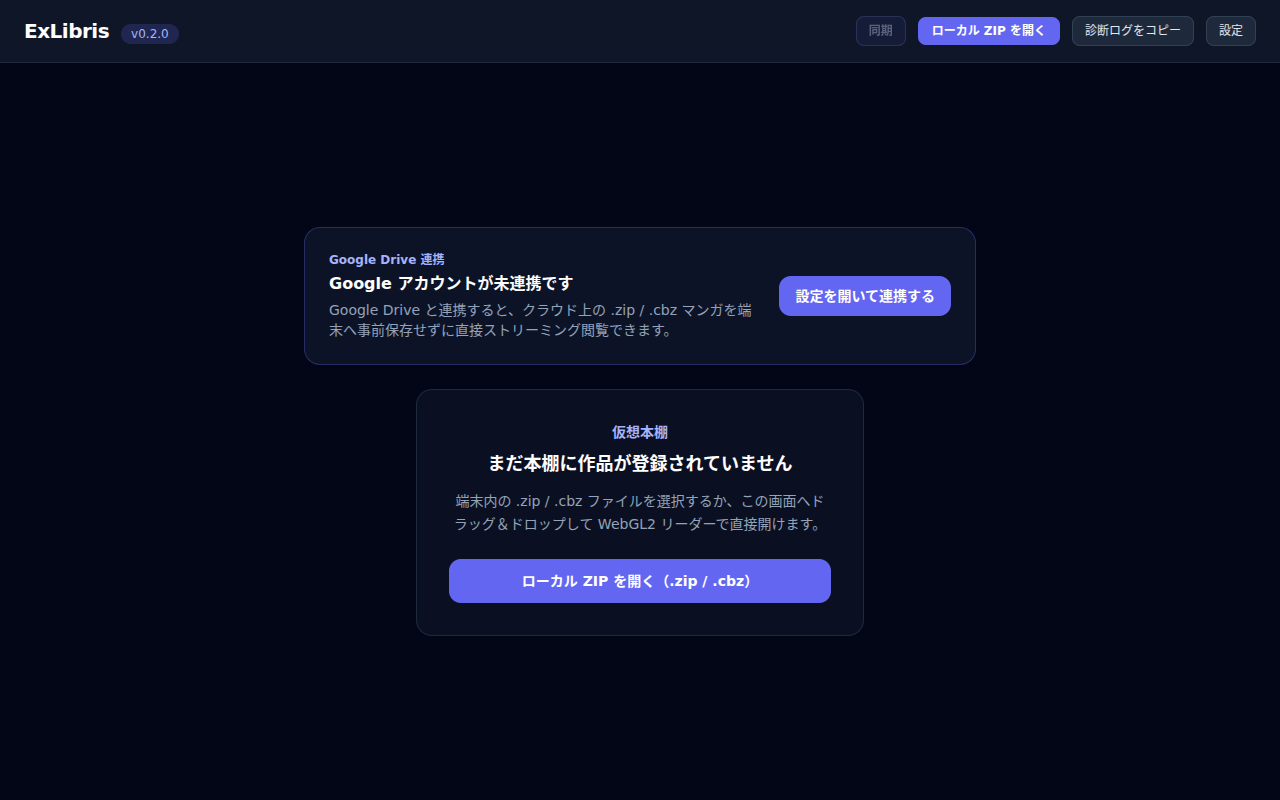 ExLibris
v0.2.0
同期
ローカル ZIP を開く
診断ログをコピー
設定
Google Drive 連携
Google アカウントが未連携です
Google Drive と連携すると、クラウド上の .zip / .cbz マンガを端
末へ事前保存せずに直接ストリーミング閲覧できます。
設定を開いて連携する
仮想本棚
まだ本棚に作品が登録されていません
端末内の .zip / .cbz ファイルを選択するか、この画面へド
ラッグ＆ドロップして WebGL2 リーダーで直接開けます。
ローカル ZIP を開く（.zip / .cbz）